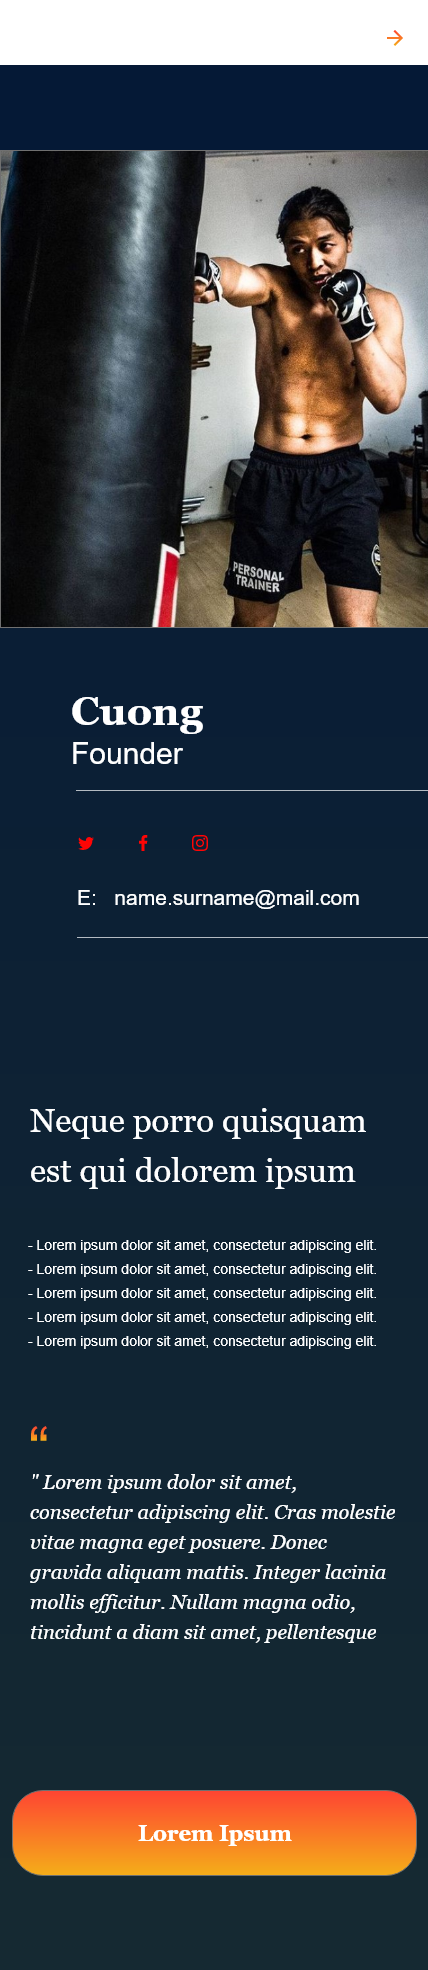 PERSONAL
TRAINER
Cuong
Founder
E: name.surname@mail.com
Neque porro quisquam
est qui dolorem ipsum
- Lorem ipsum dolor sit amet, consectetur adipiscing elit.
- Lorem ipsum dolor sit amet, consectetur adipiscing elit.
- Lorem ipsum dolor sit amet, consectetur adipiscing elit.
- Lorem ipsum dolor sit amet, consectetur adipiscing elit.
- Lorem ipsum dolor sit amet, consectetur adipiscing elit.
“
" Lorem ipsum dolor sit amet,
consectetur adipiscing elit. Cras molestie
vitae magna eget posuere. Donec
gravida aliquam mattis. Integer lacinia
mollis efficitur. Nullam magna odio,
tincidunt a diam sit amet, pellentesque
Lorem Ipsum